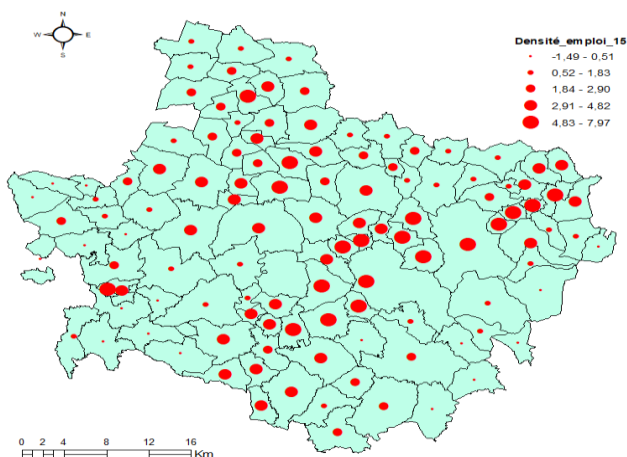 N
W E
S
Densité_emploi_15
-1,49 - 0,51
0,52 - 1,83
1,84 - 2,90
2,91 - 4,82
4,83 - 7,97
0 2 4 8 12 16
Km